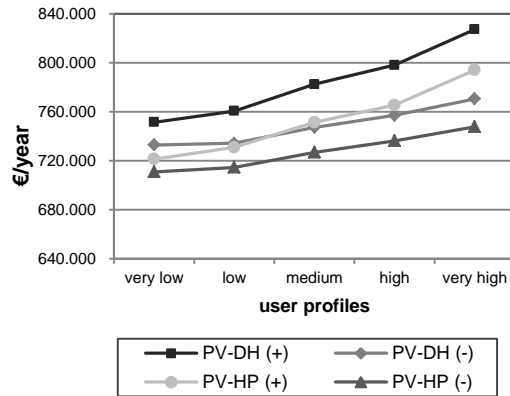 840.000
800.000
760.000
720.000
680.000
640.000
€/year
very low low medium high very high
user profiles
PV-DH (+) PV-DH (-)
PV-HP (+) PV-HP (-)